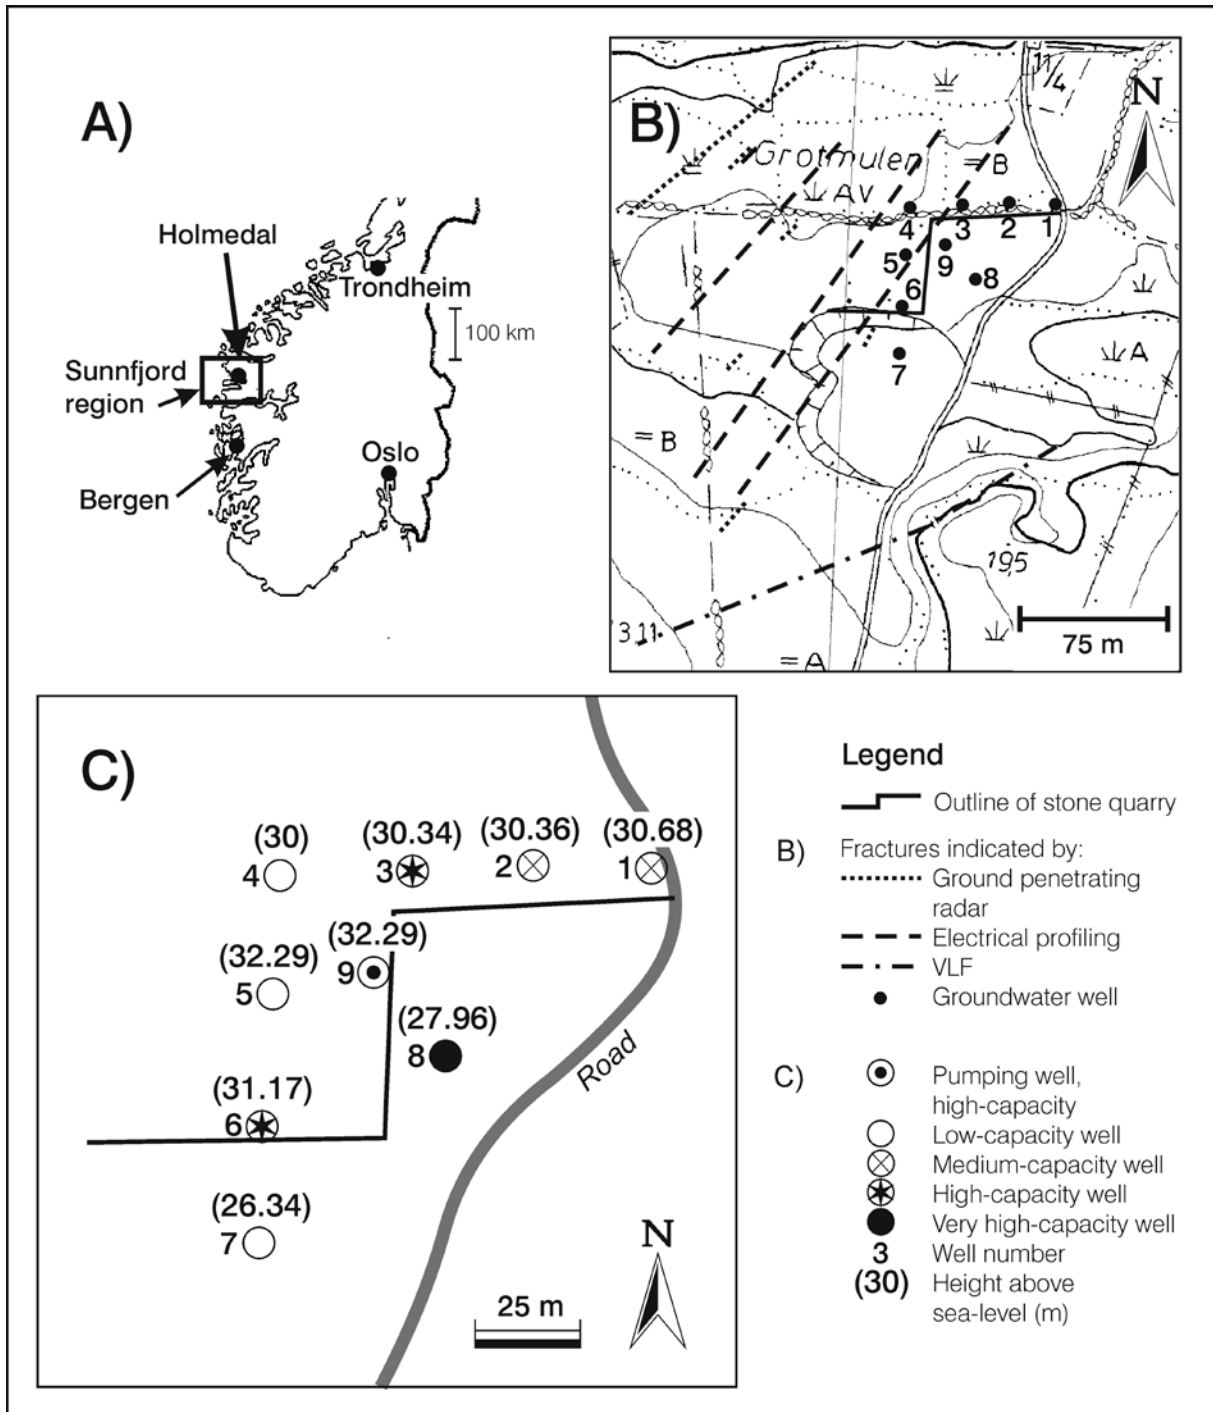 A)
Holmedal
Trondheim
100 km
Sunnfjord
region
Oslo
Bergen
B)
11/4
N
Grotmulen
= B
AV
4
3
2
1
5
9
8
6
7
A
= B
19,5
311
= A
75 m
C)
(30)
4
(30.34)
3
(30.36)
2
(30.68)
1
(32.29)
5
(32.29)
9
(27.96)
8
Road
(31.17)
6
(26.34)
7
25 m
N
Legend
Outline of stone quarry
B) Fractures indicated by:
Ground penetrating
radar
Electrical profiling
VLF
Groundwater well
C) Pumping well,
high-capacity
Low-capacity well
Medium-capacity well
High-capacity well
Very high-capacity well
3 Well number
(30) Height above
sea-level (m)